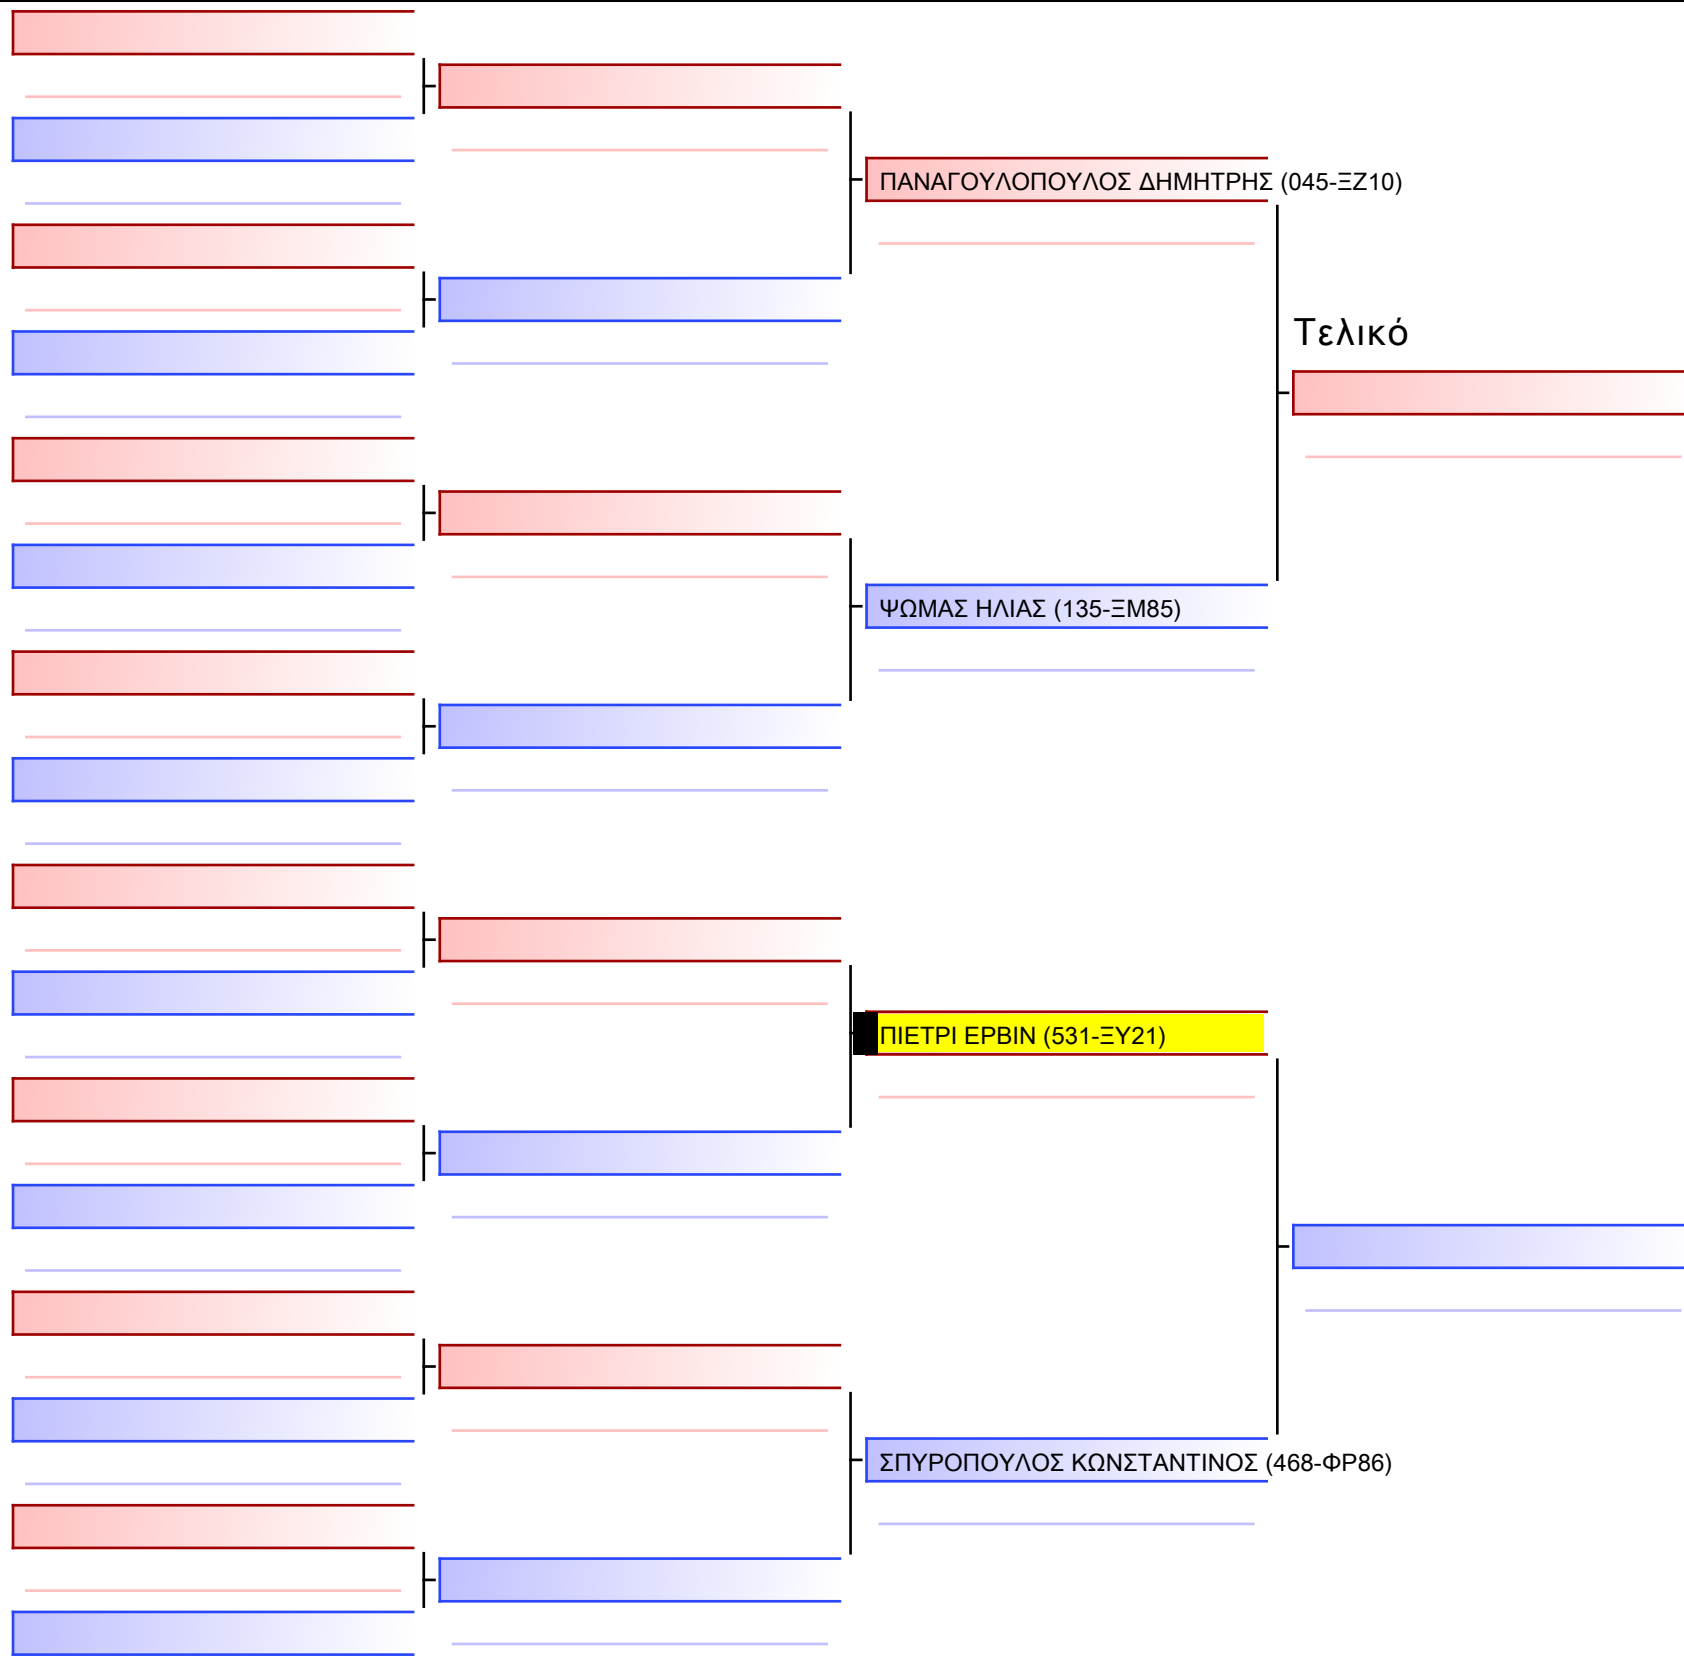 ΠΑΝΑΓΟΥΛΟΠΟΥΛΟΣ ΔΗΜΗΤΡΗΣ (045-ΞΖ10)
Τελικό
ΨΩΜΑΣ ΗΛΙΑΣ (135-ΞΜ85)
ΠΙΕΤΡΙ ΕΡΒΙΝ (531-ΞΥ21)
ΣΠΥΡΟΠΟΥΛΟΣ ΚΩΝΣΤΑΝΤΙΝΟΣ (468-ΦΡ86)